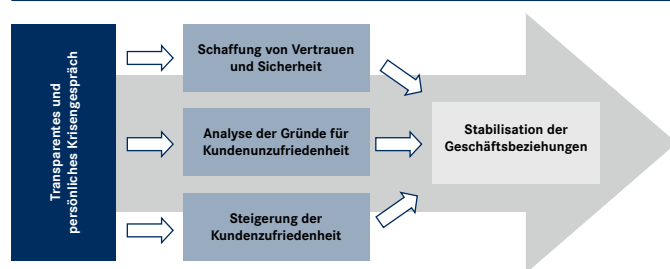 Transparentes und
persönliches Krisengespräch
Schaffung von Vertrauen
und Sicherheit
Analyse der Gründe für
Kundenunzufriedenheit
Steigerung der
Kundenzufriedenheit
Stabilisation der
Geschäftsbeziehungen